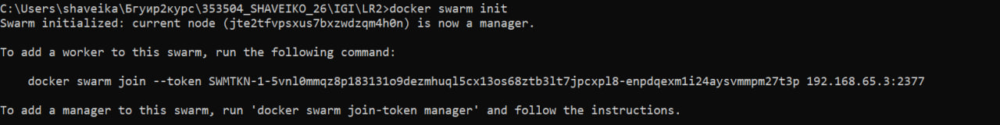 C:\Users\shaveika\Бгуир2курс\353504_SHAVEIKO_26\IGI\LR2>docker swarm init
Swarm initialized: current node (jte2tfvpsxus7bxzwdzqm4h0n) is now a manager.
To add a worker to this swarm, run the following command:
docker swarm join --token SWMTKN-1-5vnl0mmqz8p183131o9dezmhuql5cx13os68ztb3lt7jpcxpl8-enpdqexm1i24aysvmmpm27t3p 192.168.65.3:2377
To add a manager to this swarm, run 'docker swarm join-token manager' and follow the instructions.